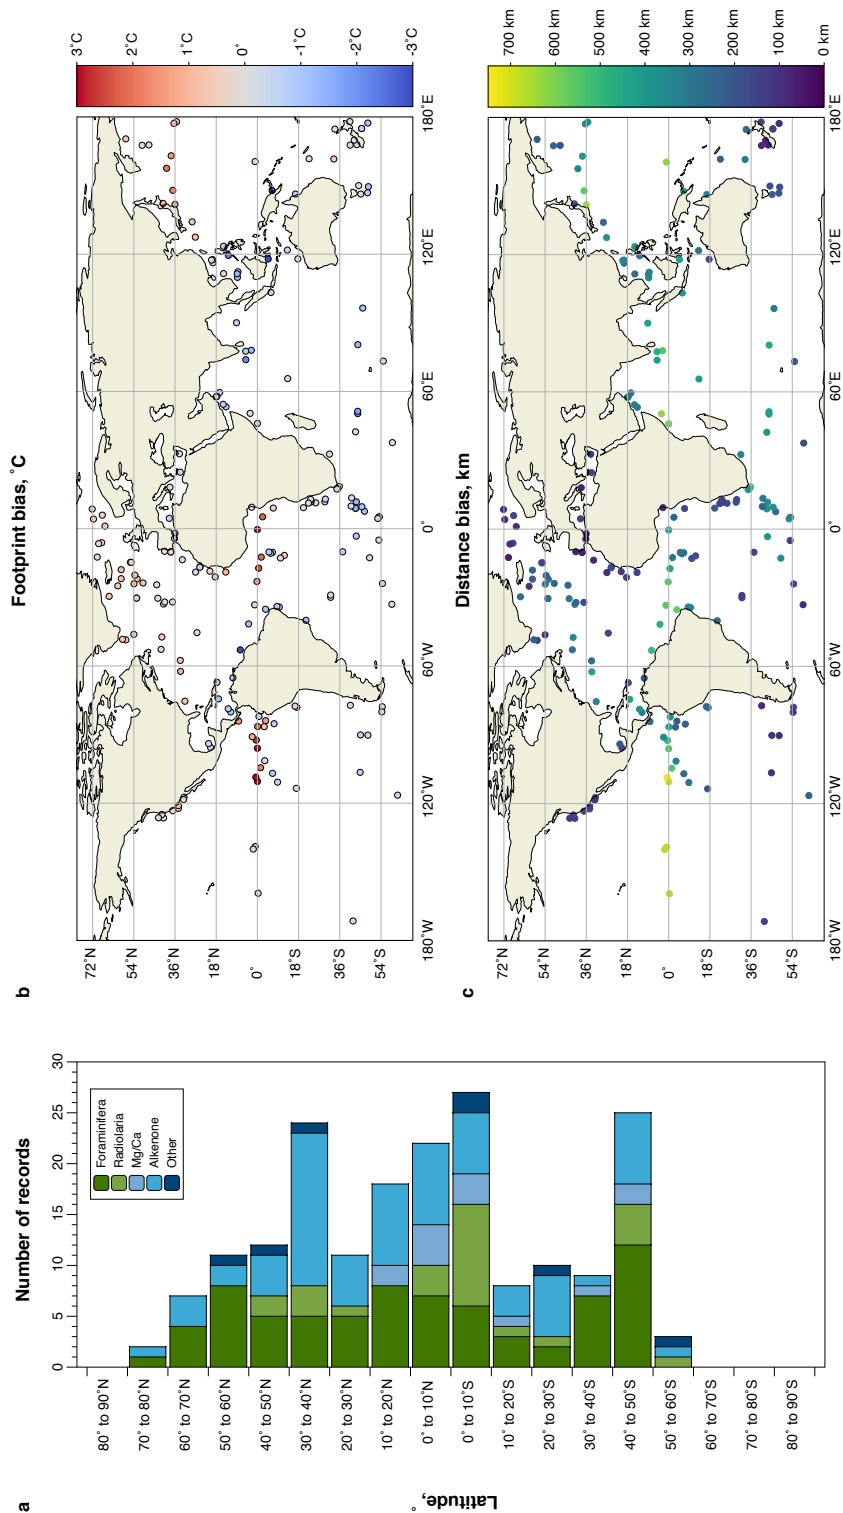 a
Number of records
0
5
10
15
20
25
30
Foraminifera
Radiolaria
Mg/Ca
Alkenone
Other
Latitude, °
80° to 90°N
70° to 80°N
60° to 70°N
50° to 60°N
40° to 50°N
30° to 40°N
20° to 30°N
10° to 20°N
0° to 10°N
0° to 10°S
10° to 20°S
20° to 30°S
30° to 40°S
40° to 50°S
50° to 60°S
60° to 70°S
70° to 80°S
80° to 90°S
b
Footprint bias, ˚C
72˚N
54˚N
36˚N
18˚N
0˚
18˚S
36˚S
54˚S
180˚W
120˚W
60˚W
0˚
60˚E
120˚E
180˚E
3˚C
2˚C
1˚C
0˚
-1˚C
-2˚C
-3˚C
c
Distance bias, km
72˚N
54˚N
36˚N
18˚N
0˚
18˚S
36˚S
54˚S
180˚W
120˚W
60˚W
0˚
60˚E
120˚E
180˚E
700 km
600 km
500 km
400 km
300 km
200 km
100 km
0 km